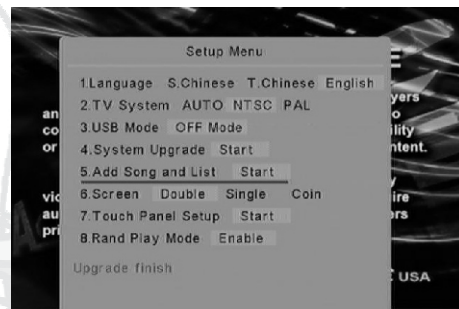 Setup Menu
1.Language S.Chinese T.Chinese English
2.TV System AUTO NTSC PAL
3.USB Mode OFF Mode
4.System Upgrade Start
5.Add Song and List Start
6.Screen Double Single Coin
7.Touch Panel Setup Start
8.Rand Play Mode Enable
Upgrade finish
USA